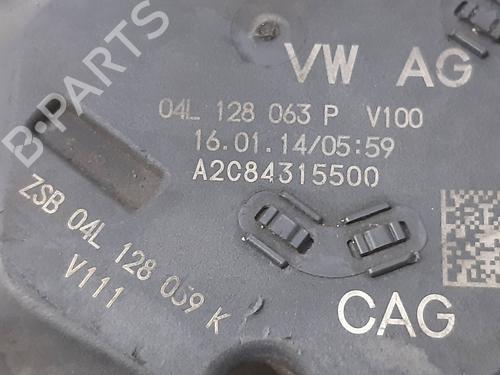 B-PARTS
VW AG
04L 128 063 P V100
16.01.14/05:59
A2C84315500
ZSB 04L 128 059 K
V111
CAG